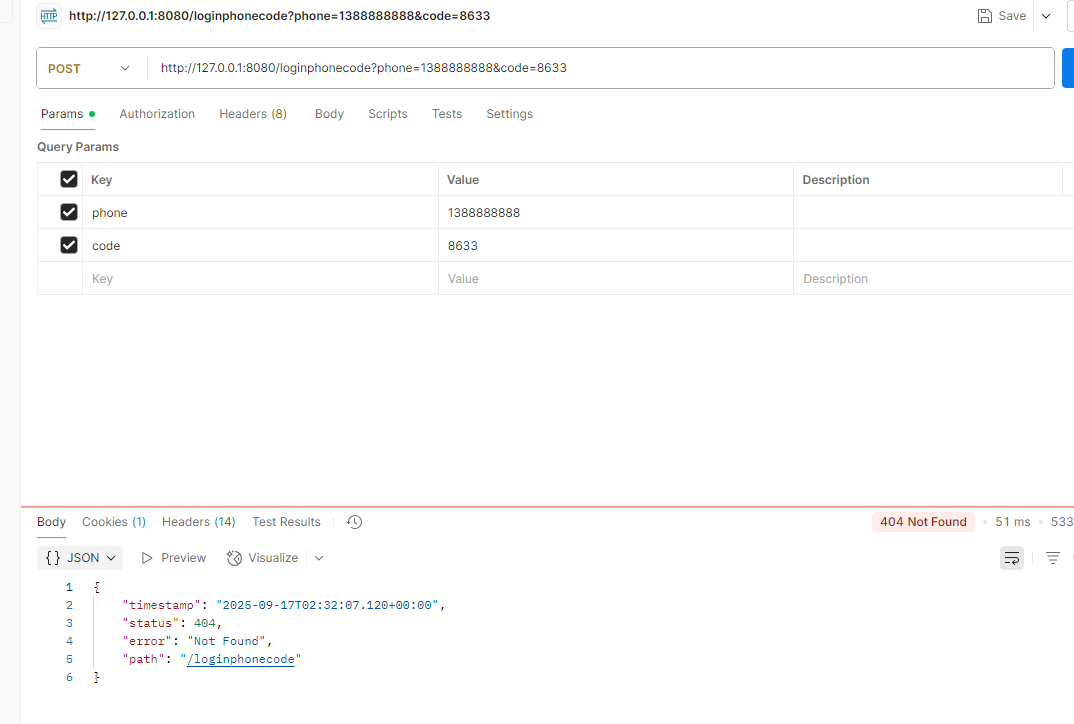 HTTP http://127.0.0.1:8080/loginphonecode?phone=1388888888&code=8633 Save
POST http://127.0.0.1:8080/loginphonecode?phone=1388888888&code=8633
Params Authorization Headers (8) Body Scripts Tests Settings
Query Params
Key Value Description
phone 1388888888
code 8633
Key Value Description
Body Cookies (1) Headers (14) Test Results 404 Not Found 51 ms 533
{} JSON Preview Visualize
1 {
2 "timestamp": "2025-09-17T02:32:07.120+00:00",
3 "status": 404,
4 "error": "Not Found",
5 "path": "/loginphonecode"
6 }